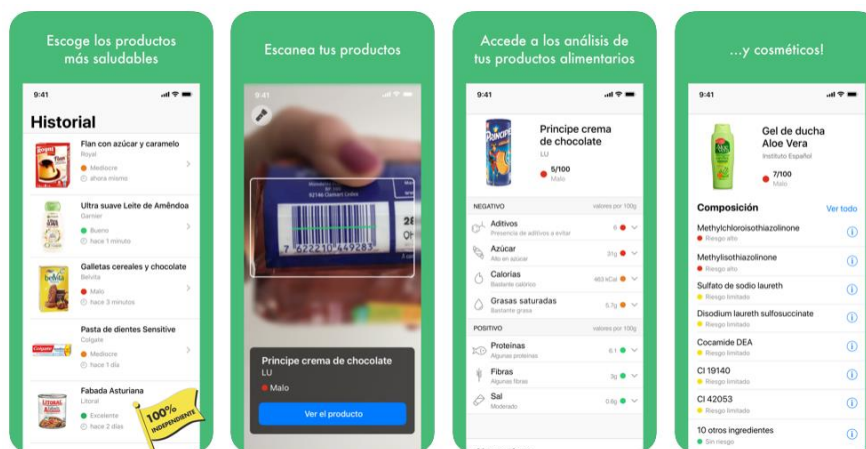 Escoge los productos
más saludables
9:41
Historial
Flan con azúcar y caramelo
Royal
Mediocre
ahora mismo
Ultra suave Leite de Amêndoa
Garnier
Bueno
hace 1 minuto
Galletas cereales y chocolate
Belvita
Malo
hace 3 minutos
Pasta de dientes Sensitive
Colgate
Mediocre
hace 1 día
Fabada Asturiana
Litoral
Excelente
hace 2 días
100%
INDEPENDIENTE
Escanea tus productos
9:41
92140 Clamart Cedex
7 622210 449283
Principe crema de chocolate
LU
Malo
Ver el producto
Accede a los análisis de
tus productos alimentarios
9:41
PRINCIPE
Principe crema
de chocolate
LU
5/100
Malo
NEGATIVO valores por 100g
Aditivos 6
Presencia de aditivos a evitar
Azúcar 31g
Alto en azúcar
Calorías 463 kCal
Bastante calórico
Grasas saturadas 5.7g
Bastante grasa
POSITIVO valores por 100g
Proteínas 6.1
Algunas proteínas
Fibras 3g
Algunas fibras
Sal 0.6g
Moderado
...y cosméticos!
9:41
Gel de ducha
Aloe Vera
Instituto Español
7/100
Malo
Composición Ver todo
Methylchloroisothiazolinone
Riesgo alto
Methylisothiazolinone
Riesgo alto
Sulfato de sodio laureth
Riesgo limitado
Disodium laureth sulfosuccinate
Riesgo limitado
Cocamide DEA
Riesgo limitado
CI 19140
Riesgo limitado
CI 42053
Riesgo limitado
10 otros ingredientes
Sin riesgo